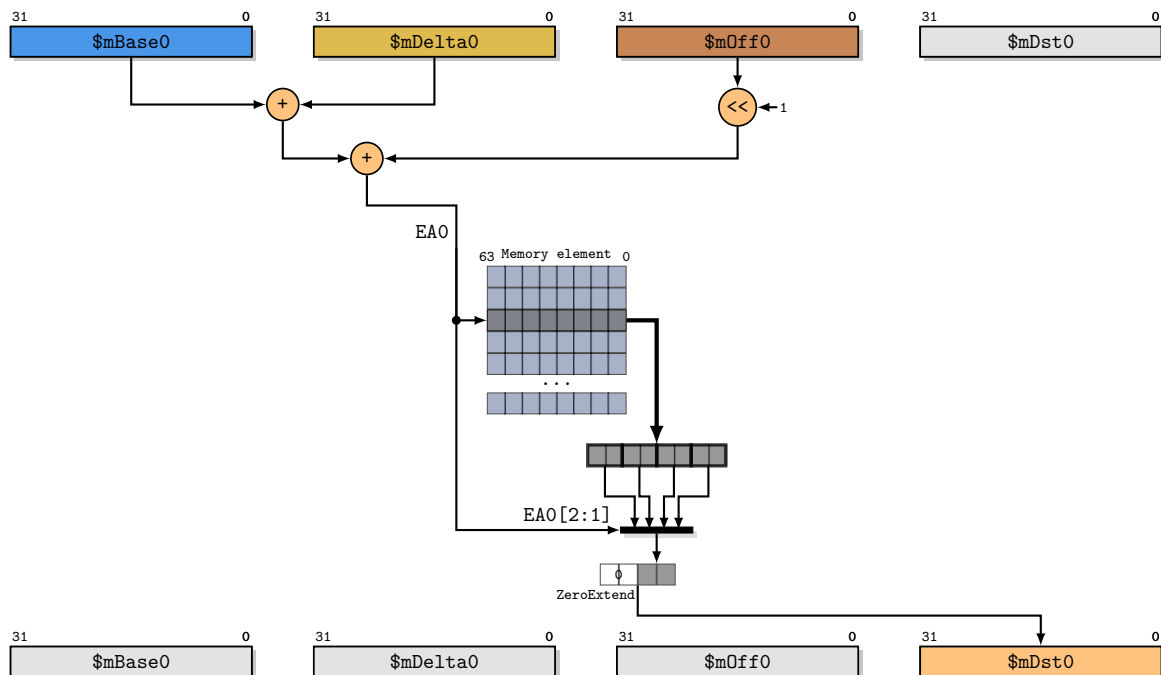 31 0 31 0 31 0 31 0
$mBase0 $mDelta0 $mOff0 $mDst0
+ << 1
+
EA0
63 Memory element 0
...
EA0[2:1]
0
ZeroExtend
31 0 31 0 31 0 31 0
$mBase0 $mDelta0 $mOff0 $mDst0